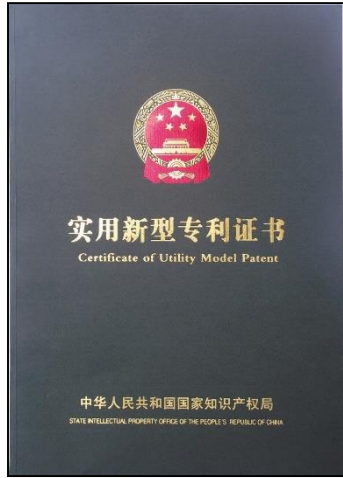 实用新型专利证书
Certificate of Utility Model Patent
中华人民共和国国家知识产权局
STATE INTELLECTUAL PROPERTY OFFICE OF THE PEOPLE'S REPUBLIC OF CHINA